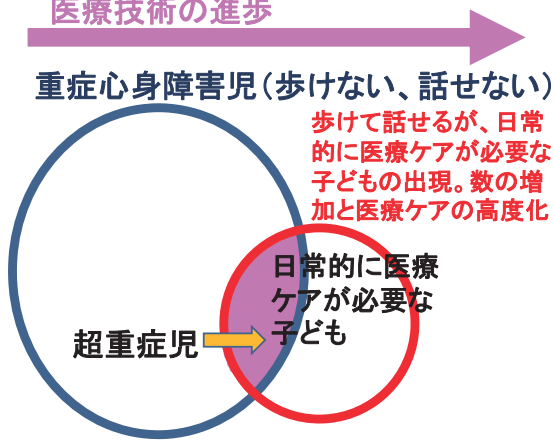 医療技術の進歩
重症心身障害児(歩けない、話せない)
歩けて話せるが、日常
的に医療ケアが必要な
子どもの出現。数の増
加と医療ケアの高度化
日常的に医療
ケアが必要な
子ども
超重症児